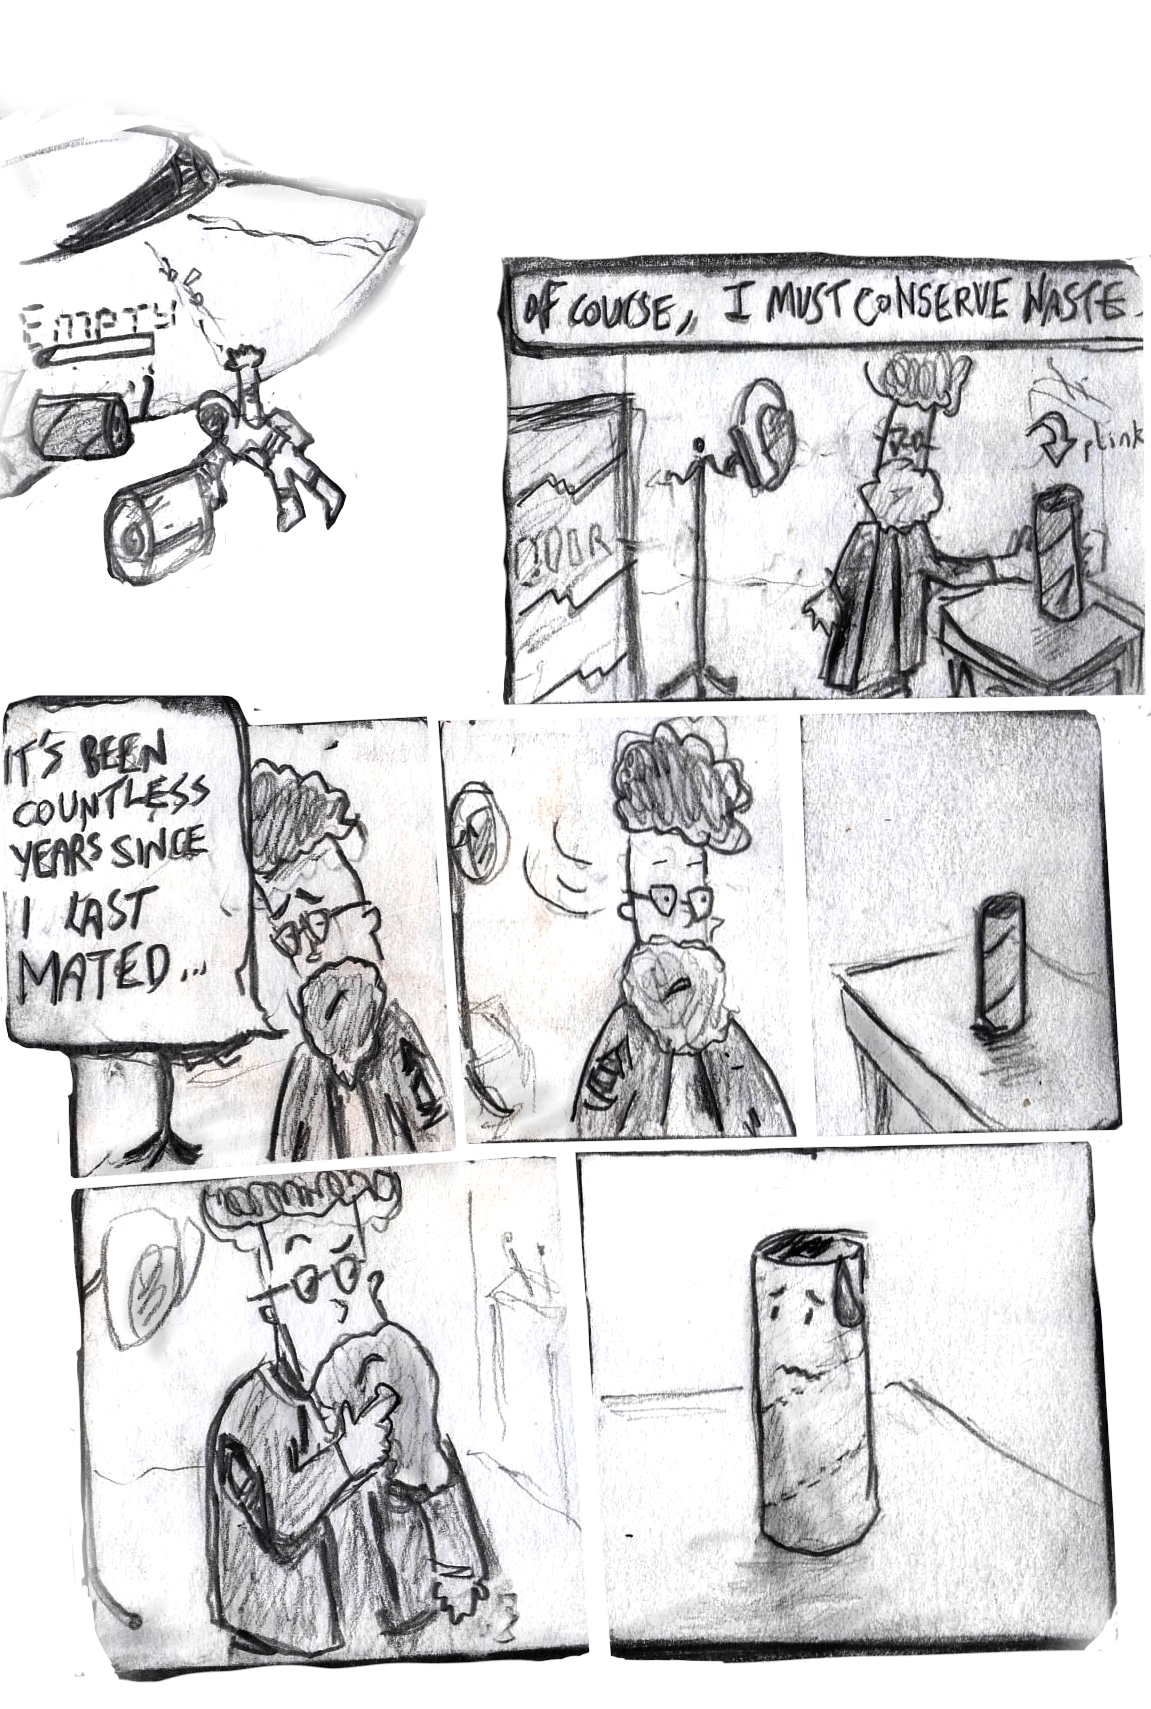 EMPTY
OF COURSE,, I MUST CONSERVE WASTE.
plink
DOOR
IT'S BEEN
COUNTLESS
YEARS SINCE
I LAST
MATED...